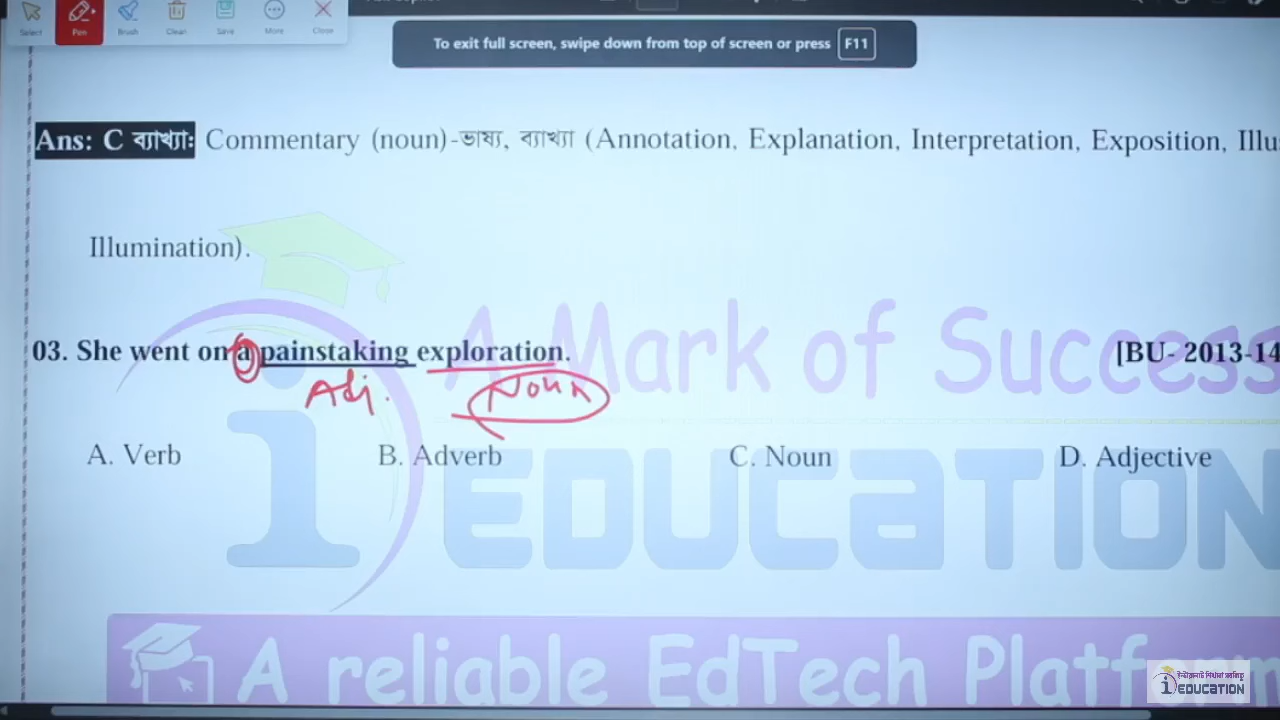 Select Pen Brush Clean Save More Close
To exit full screen, swipe down from top of screen or press F11
Ans: C ব্যাখ্যাঃ Commentary (noun)-ভাষ্য, ব্যাখ্যা (Annotation, Explanation, Interpretation, Exposition, Illu
Illumination).
A Mark of Success
03. She went on a painstaking exploration. [BU- 2013-14
Adj. Noun
A. Verb B. Adverb C. Noun D. Adjective
i EDUCATION
A reliable EdTech Platform
iEDUCATION